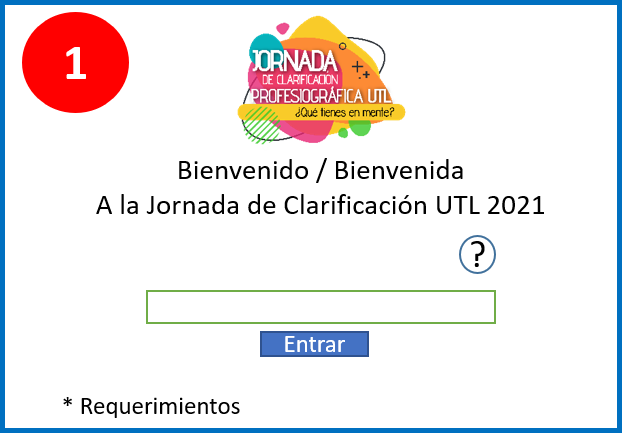 1
JORNADA
DE CLARIFICACIÓN
PROFESIOGRÁFICA UTL
¿Qué tienes en mente?
Bienvenido / Bienvenida
A la Jornada de Clarificación UTL 2021
?
Entrar
* Requerimientos